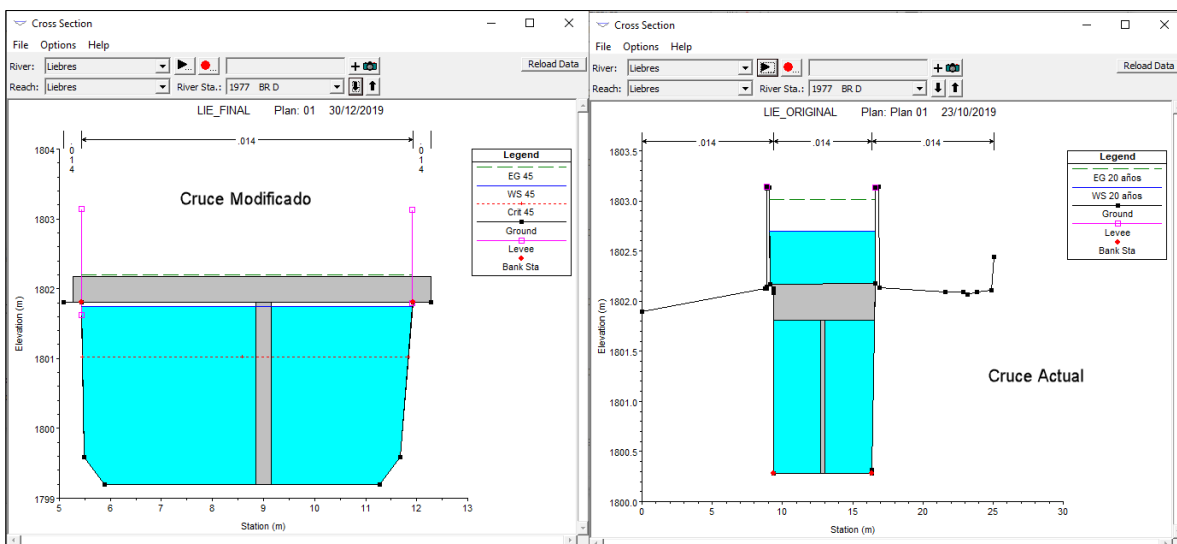 Cross Section
File Options Help
River: Liebres
Reload Data
Reach: Liebres River Sta.: 1977 BR D
LIE_FINAL Plan: 01 30/12/2019
.014 .014 .014
Cruce Modificado
Legend
EG 45
WS 45
Crit 45
Ground
Levee
Bank Sta
Elevation (m)
1804
1803
1802
1801
1800
1799
5 6 7 8 9 10 11 12 13
Station (m)
Cross Section
File Options Help
River: Liebres
Reload Data
Reach: Liebres River Sta.: 1977 BR D
LIE_ORIGINAL Plan: Plan 01 23/10/2019
.014 .014 .014
Legend
EG 20 años
WS 20 años
Ground
Levee
Bank Sta
Elevation (m)
1803.5
1803.0
1802.5
1802.0
1801.5
1801.0
1800.5
1800.0
Cruce Actual
0 5 10 15 20 25 30
Station (m)